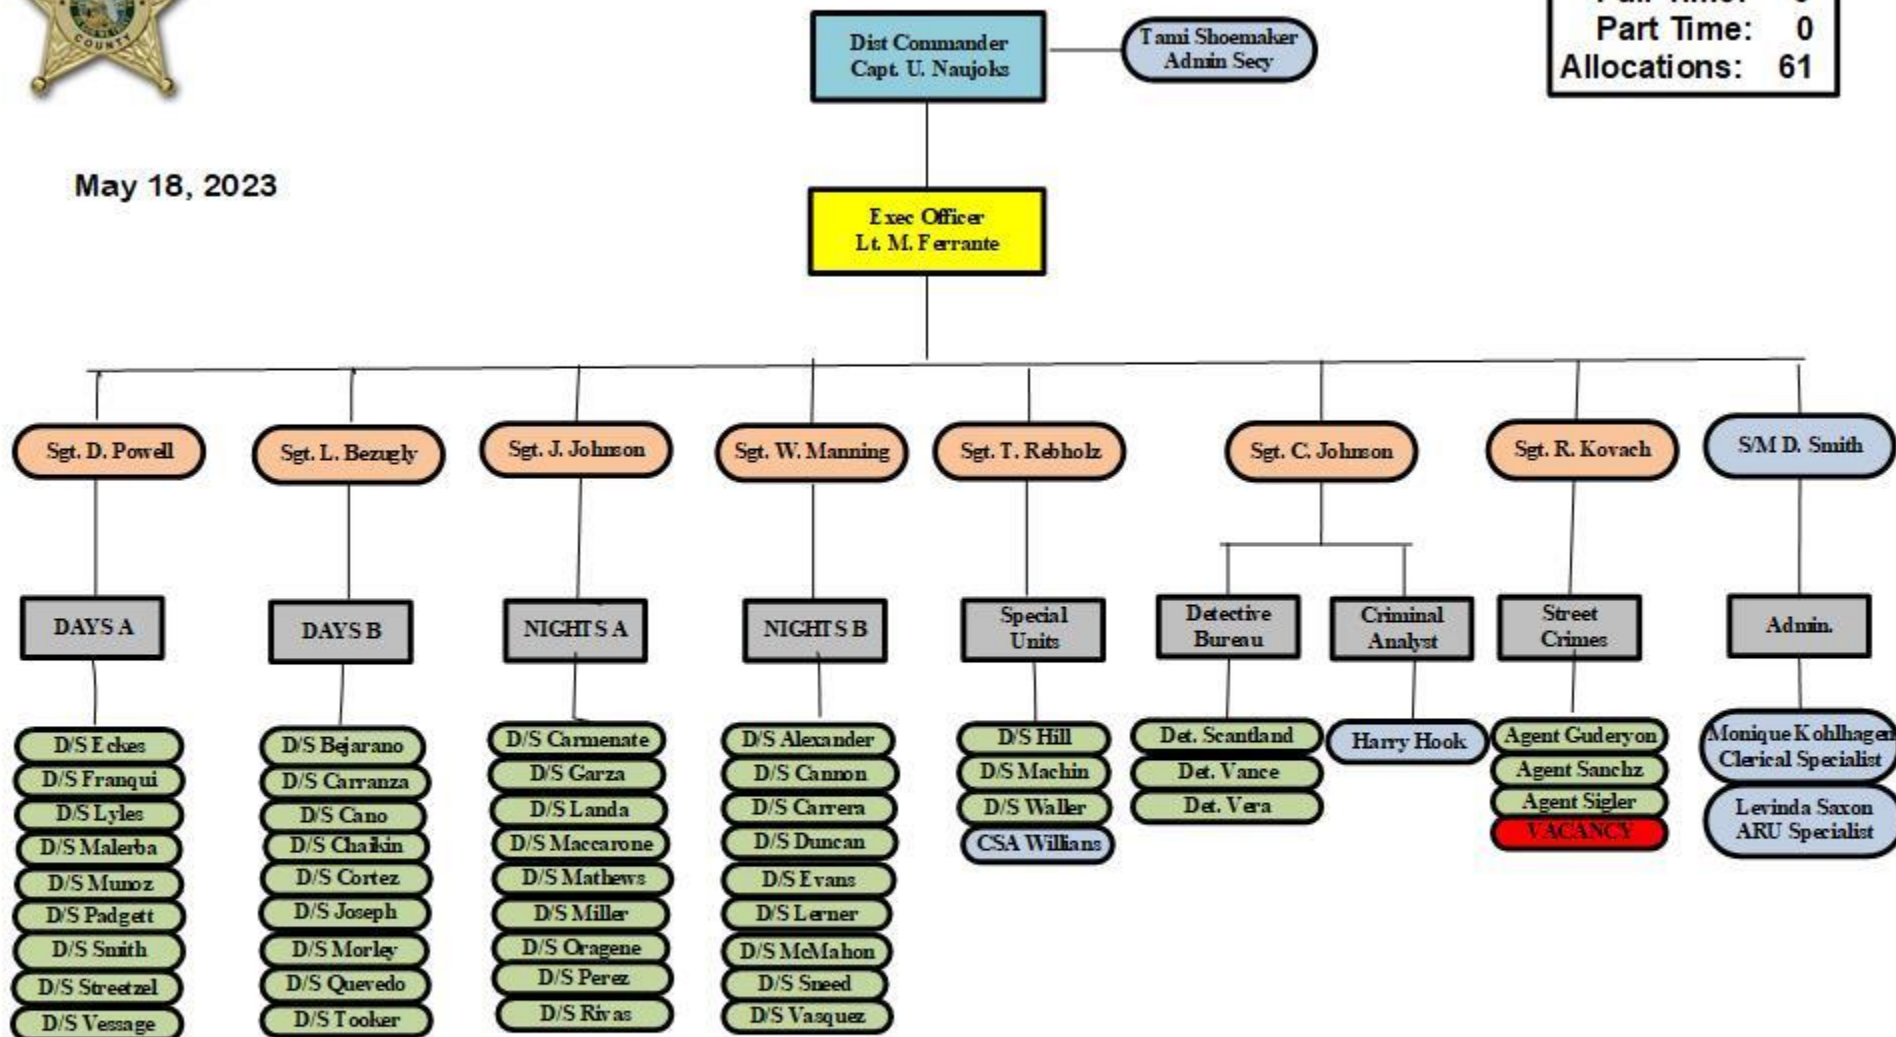 COUNTY
Part Time: 0
Allocations: 61
Dist Commander
Capt. U. Naujoks
Tami Shoemaker
Admin Secy
May 18, 2023
Exec Officer
Lt. M. Ferrante
Sgt. D. Powell
Sgt. L. Bezugly
Sgt. J. Johnson
Sgt. W. Manning
Sgt. T. Rebholz
Sgt. C. Johnson
Sgt. R. Kovach
S/M D. Smith
DAYS A
DAYS B
NIGHTS A
NIGHTS B
Special
Units
Detective
Bureau
Criminal
Analyst
Street
Crimes
Admin.
D/S Eckes
D/S Franqui
D/S Lyles
D/S Malerba
D/S Munoz
D/S Padgett
D/S Smith
D/S Streetzel
D/S Vessage
D/S Bejarano
D/S Carranza
D/S Cano
D/S Chaikin
D/S Cortez
D/S Joseph
D/S Morley
D/S Quevedo
D/S Tooker
D/S Carmenate
D/S Garza
D/S Landa
D/S Maccarone
D/S Mathews
D/S Miller
D/S Oragene
D/S Perez
D/S Rivas
D/S Alexander
D/S Cannon
D/S Carrera
D/S Duncan
D/S Evans
D/S Lerner
D/S McMahon
D/S Sneed
D/S Vasquez
D/S Hill
D/S Machin
D/S Waller
CSA Willians
Det. Scantland
Det. Vance
Det. Vera
Harry Hook
Agent Guderyon
Agent Sanchz
Agent Sigler
VACANCY
Monique Kohlhagen
Clerical Specialist
Levinda Saxon
ARU Specialist